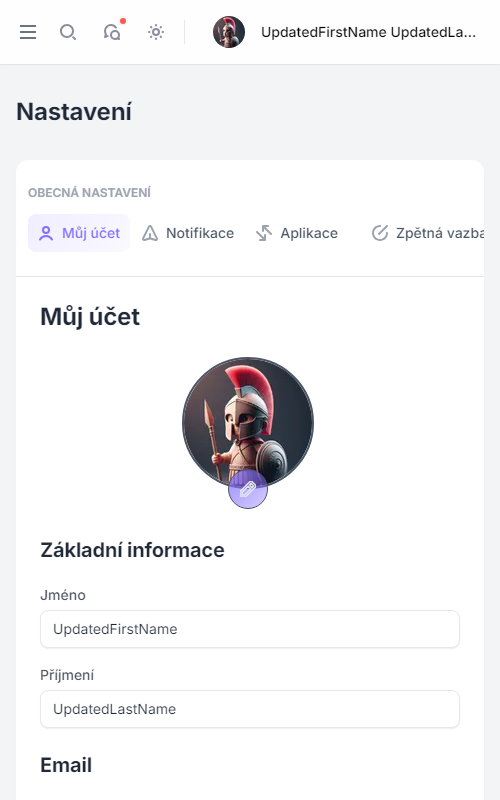 UpdatedFirstName UpdatedLa...
Nastavení
OBECNÁ NASTAVENÍ
Můj účet
Notifikace
Aplikace
Zpětná vazba
Můj účet
Základní informace
Jméno
UpdatedFirstName
Příjmení
UpdatedLastName
Email